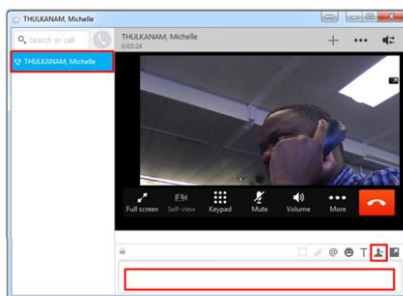 THULKANAM, Michelle
Search or call
THULKANAM, Michelle
0:03:24
THULKANAM, Michelle
Full screen
Self-view
Keypad
Mute
Volume
More
@
T